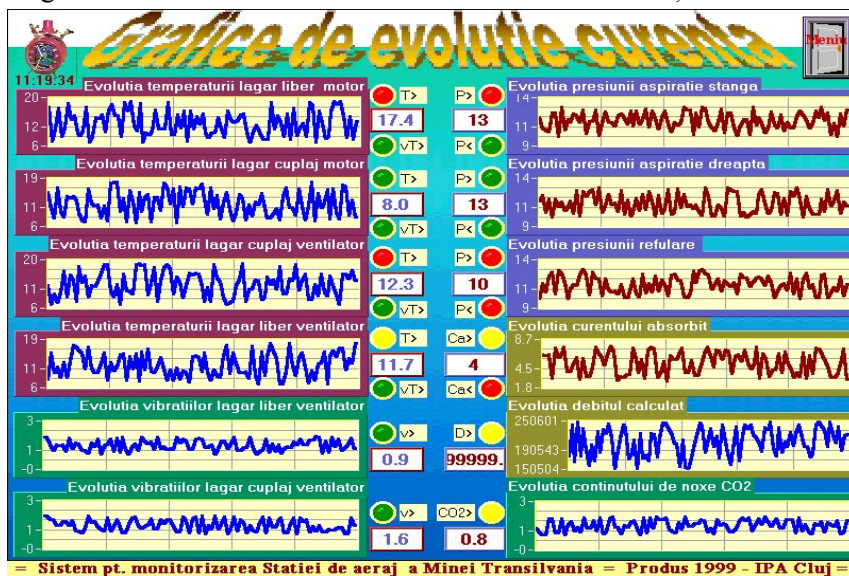 Grafice de evolutie curenta
Meniu
11:19:34
Evolutia temperaturii lagar liber motor
20
12
6
T>
17.4
vT>
P>
13
P<
Evolutia presiunii aspiratie stanga
14
11
9
Evolutia temperaturii lagar cuplaj motor
19
11
6
T>
8.0
vT>
P>
13
P<
Evolutia presiunii aspiratie dreapta
14
11
9
Evolutia temperaturii lagar cuplaj ventilator
20
11
6
T>
12.3
vT>
P>
10
P<
Evolutia presiunii refulare
14
11
9
Evolutia temperaturii lagar liber ventilator
19
11
6
T>
11.7
vT>
Ca>
4
Ca<
Evolutia curentului absorbit
8.7
4.5
1.8
Evolutia vibratiilor lagar liber ventilator
3
1
-0
v>
0.9
D>
99999.
Evolutia debitul calculat
250601
190543
150504
Evolutia vibratiilor lagar cuplaj ventilator
3
1
-0
v>
1.6
CO2>
0.8
Evolutia continutului de noxe CO2
3
1
-0
= Sistem pt. monitorizarea Statiei de aeraj a Minei Transilvania = Produs 1999 - IPA Cluj =